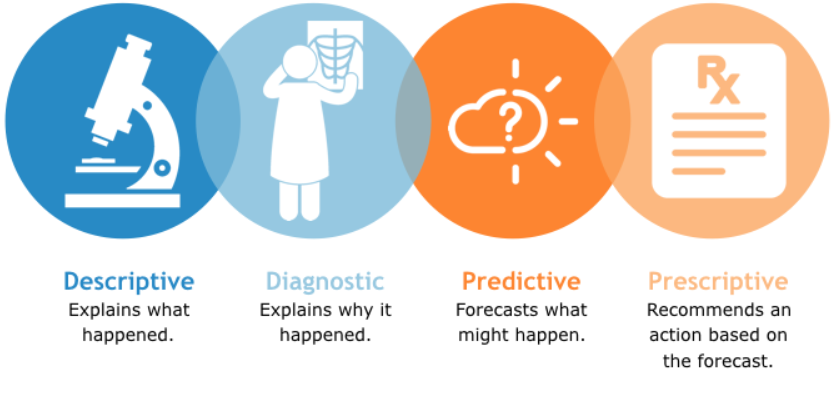 ?
Rx
Descriptive
Explains what
happened.
Diagnostic
Explains why it
happened.
Predictive
Forecasts what
might happen.
Prescriptive
Recommends an
action based on
the forecast.